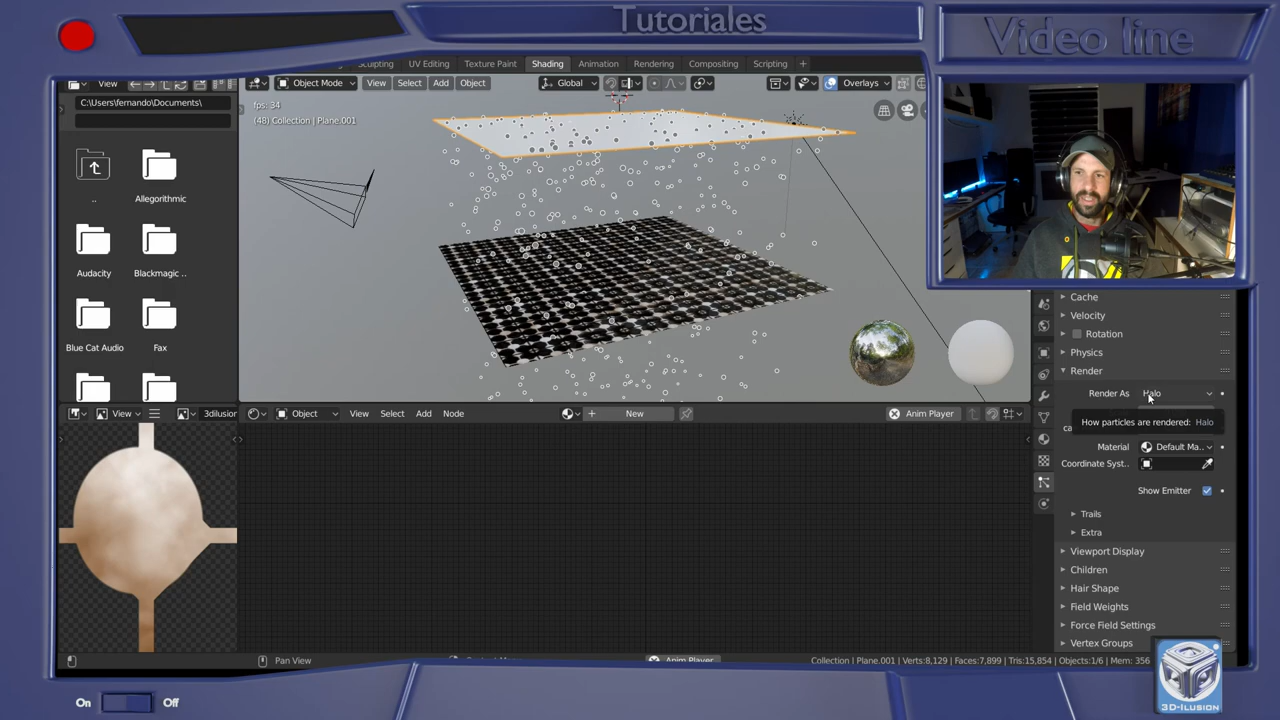 Tutoriales
Video line
Sculpting UV Editing Texture Paint Shading Animation Rendering Compositing Scripting +
View Object Mode View Select Add Object Global Overlays
C:\Users\fernando\Documents\
fps: 34
(48) Collection | Plane.001
.. Allegorithmic
Audacity Blackmagic ..
Blue Cat Audio Fax
Cache
Velocity
Rotation
Physics
Render
Render As Halo
How particles are rendered: Halo
Material Default Ma..
Coordinate Syst..
Show Emitter
Trails
Extra
Viewport Display
Children
Hair Shape
Field Weights
Force Field Settings
Vertex Groups
View 3dilusion Object View Select Add Node New Anim Player
Pan View Anim Player Collection | Plane.001 | Verts:8,129 | Faces:7,899 | Tris:15,854 | Objects:1/6 | Mem: 356
On Off
3D-ILUSION